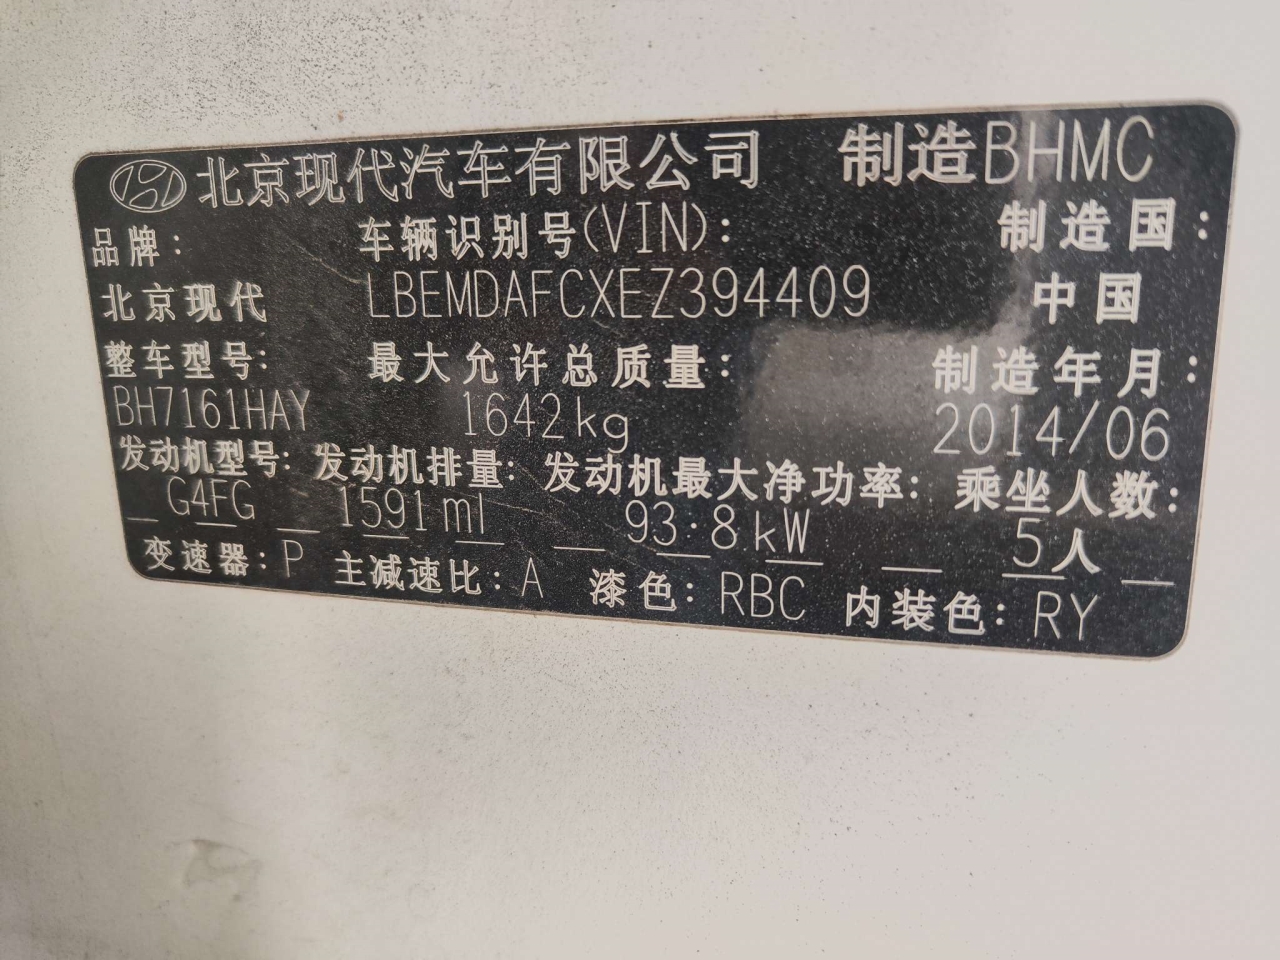 北京现代汽车有限公司 制造BHMC
品牌: 车辆识别号(VIN): 制造国:
北京现代 LBEMDAFCXEZ394409 中国
整车型号: 最大允许总质量: 制造年月:
BH7161HAY 1642kg 2014/06
发动机型号: 发动机排量: 发动机最大净功率: 乘坐人数:
G4FG 1591ml 93.8kW 5人
变速器: P 主减速比: A 漆色: RBC 内装色: RY